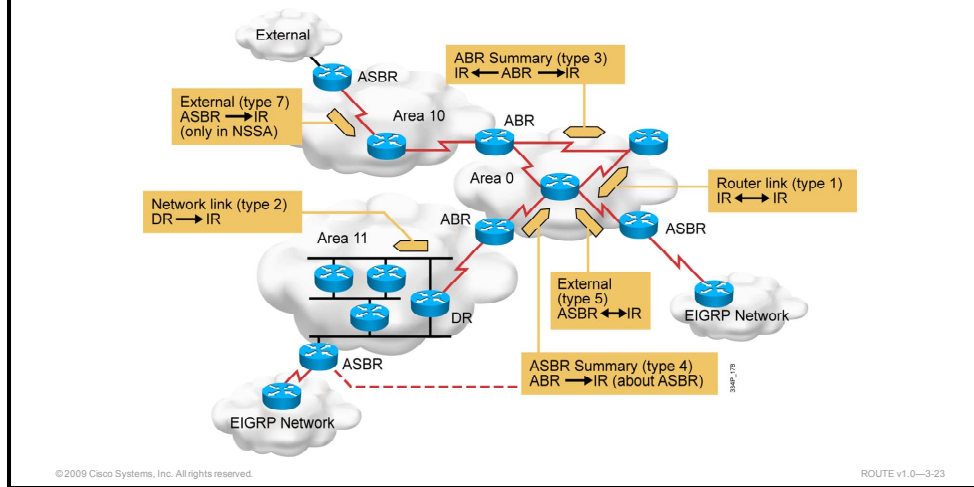 External
ASBR
ABR Summary (type 3)
IR ← ABR → IR
External (type 7)
ASBR → IR
(only in NSSA)
Area 10
ABR
Area 0
Router link (type 1)
IR ↔ IR
Network link (type 2)
DR → IR
Area 11
ABR
ASBR
External
(type 5)
ASBR ↔ IR
DR
EIGRP Network
ASBR
ASBR Summary (type 4)
ABR → IR (about ASBR)
334P_178
EIGRP Network
©2009 Cisco Systems, Inc. All rights reserved.
ROUTE v1.0—3-23